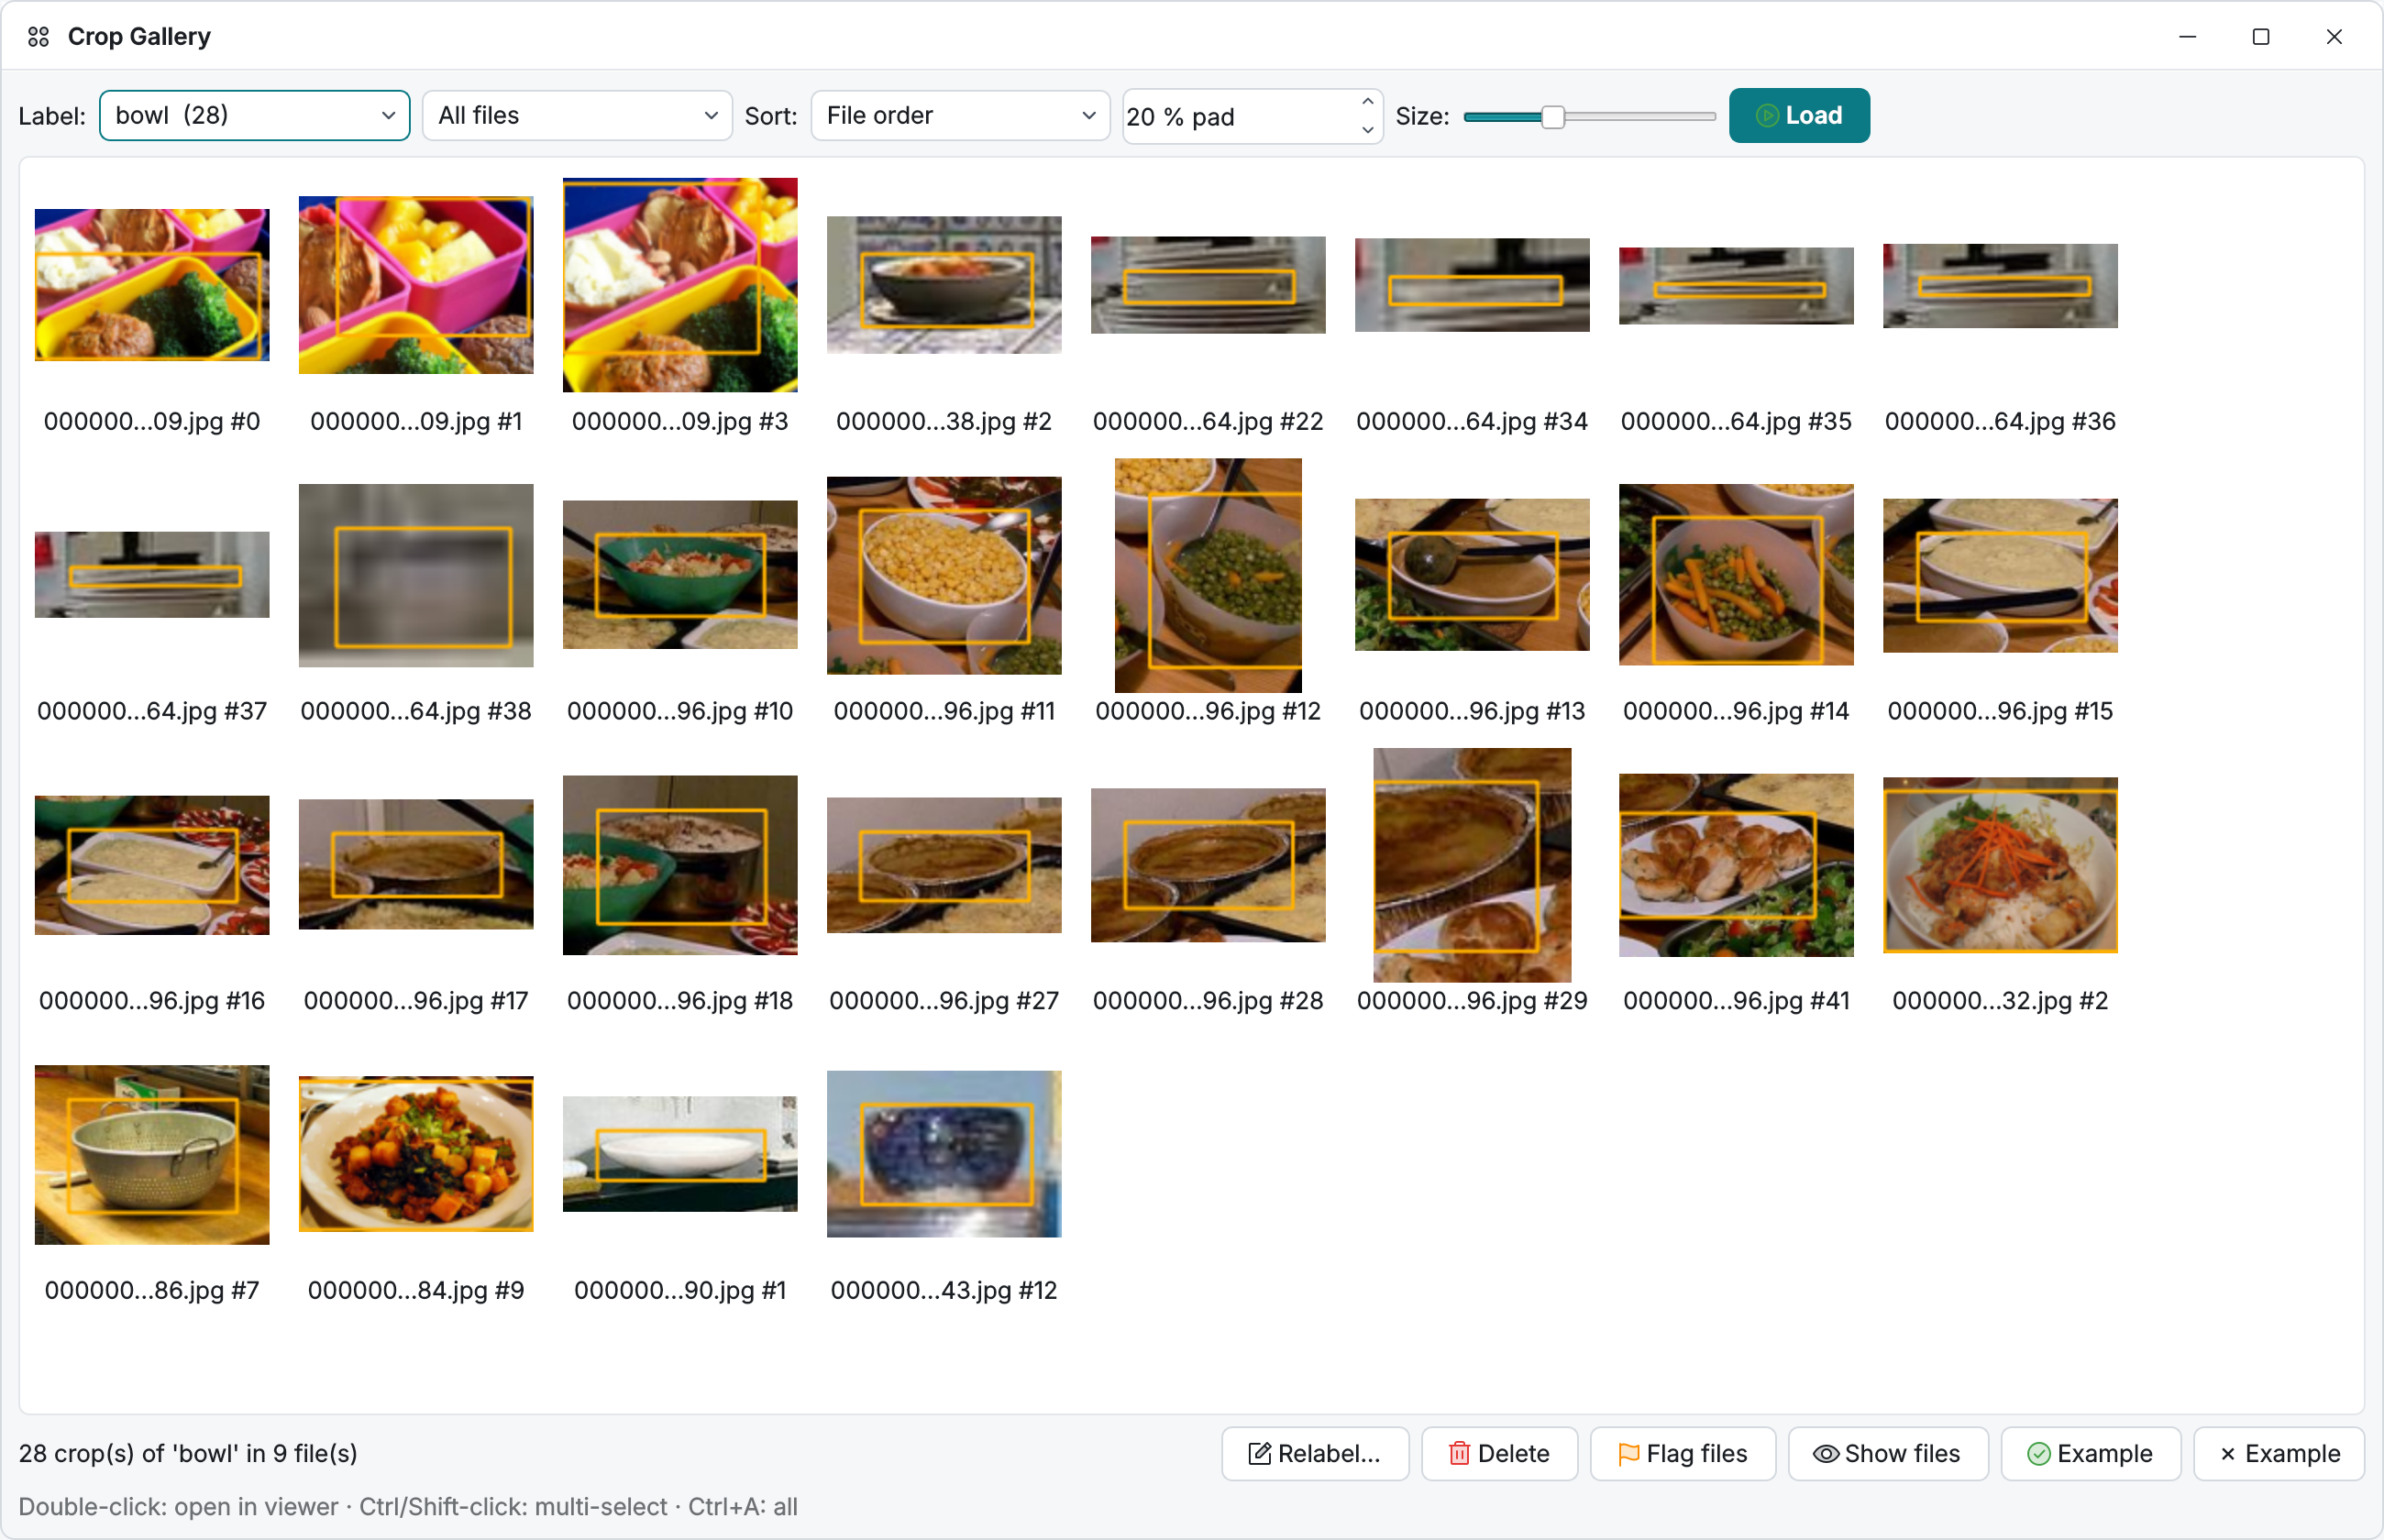 Crop Gallery
Label: bowl (28) All files Sort: File order 20 % pad Size: Load
000000...09.jpg #0 000000...09.jpg #1 000000...09.jpg #3 000000...38.jpg #2 000000...64.jpg #22 000000...64.jpg #34 000000...64.jpg #35 000000...64.jpg #36
000000...64.jpg #37 000000...64.jpg #38 000000...96.jpg #10 000000...96.jpg #11 000000...96.jpg #12 000000...96.jpg #13 000000...96.jpg #14 000000...96.jpg #15
000000...96.jpg #16 000000...96.jpg #17 000000...96.jpg #18 000000...96.jpg #27 000000...96.jpg #28 000000...96.jpg #29 000000...96.jpg #41 000000...32.jpg #2
000000...86.jpg #7 000000...84.jpg #9 000000...90.jpg #1 000000...43.jpg #12
28 crop(s) of 'bowl' in 9 file(s) Relabel... Delete Flag files Show files Example × Example
Double-click: open in viewer · Ctrl/Shift-click: multi-select · Ctrl+A: all